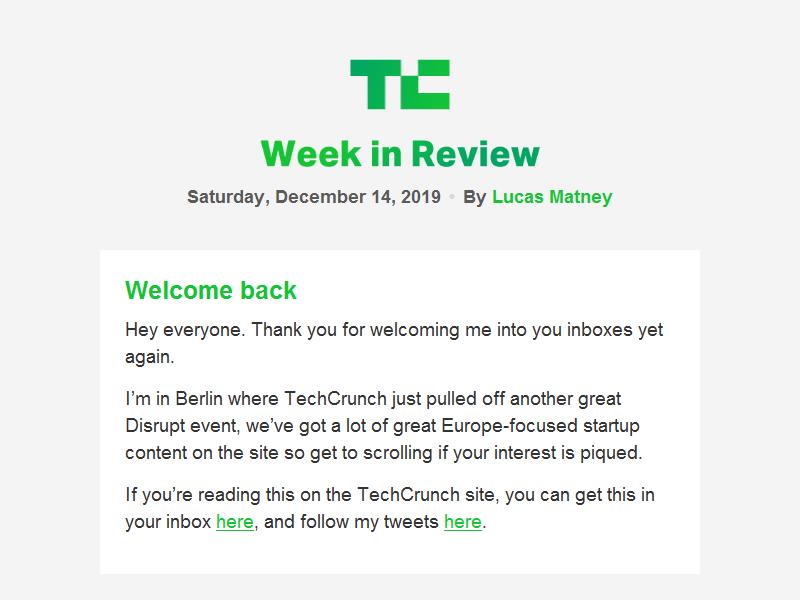 TC
Week in Review
Saturday, December 14, 2019 • By Lucas Matney
Welcome back
Hey everyone. Thank you for welcoming me into you inboxes yet
again.
I’m in Berlin where TechCrunch just pulled off another great
Disrupt event, we’ve got a lot of great Europe-focused startup
content on the site so get to scrolling if your interest is piqued.
If you’re reading this on the TechCrunch site, you can get this in
your inbox here, and follow my tweets here.